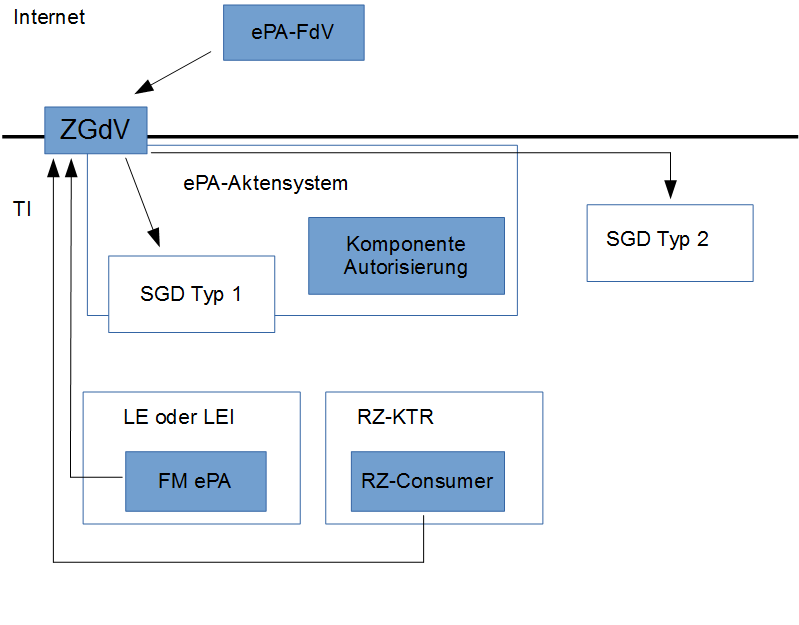 Internet
ePA-FdV
ZGdV
ePA-Aktensystem
TI
Komponente
Autorisierung
SGD Typ 2
SGD Typ 1
LE oder LEI
RZ-KTR
FM ePA
RZ-Consumer